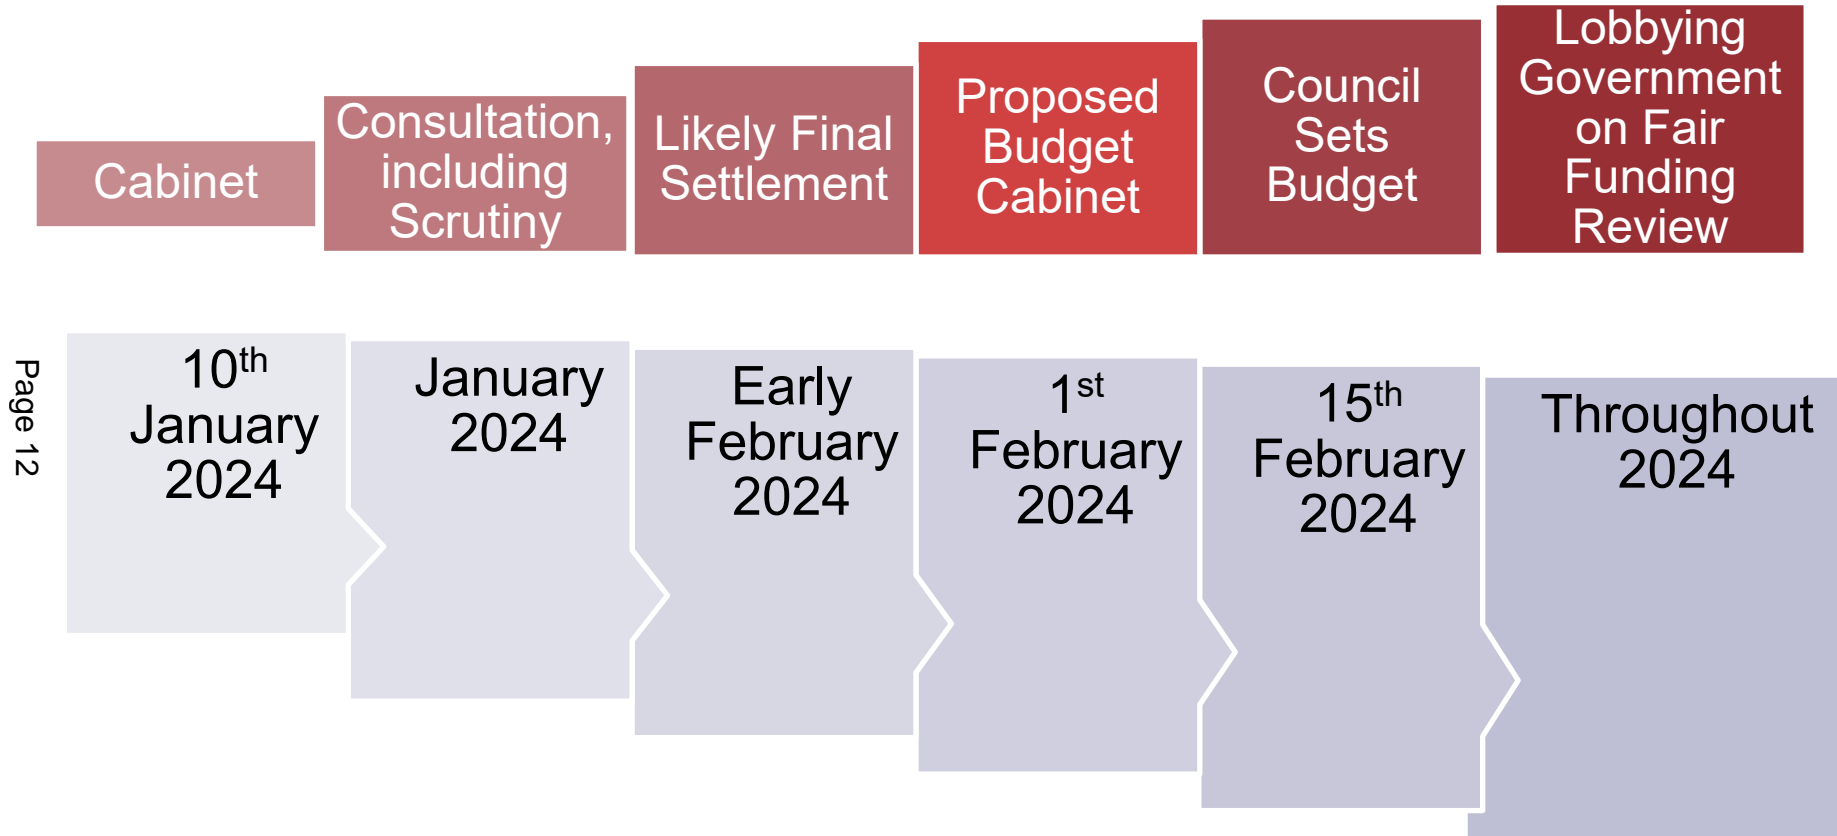 Cabinet
Consultation,
including
Scrutiny
Likely Final
Settlement
Proposed
Budget
Cabinet
Council
Sets
Budget
Lobbying
Government
on Fair
Funding
Review
10th
January
2024
January
2024
Early
February
2024
1st
February
2024
15th
February
2024
Throughout
2024
Page 12